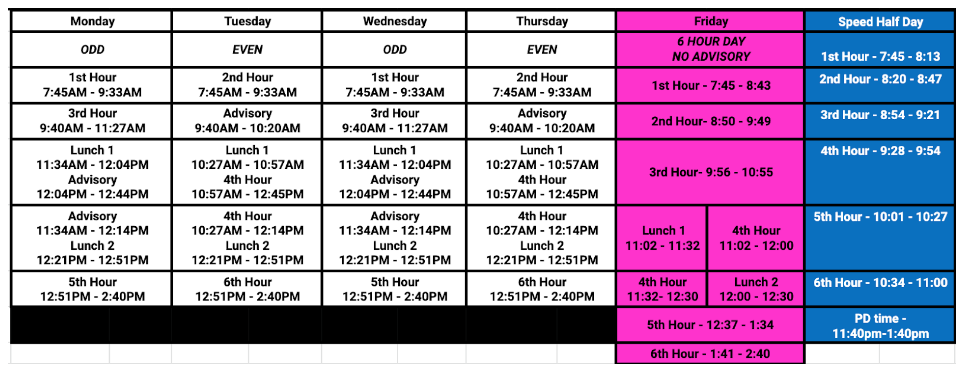 Monday Tuesday Wednesday Thursday Friday Speed Half Day
ODD EVEN ODD EVEN 6 HOUR DAY
NO ADVISORY 1st Hour - 7:45 - 8:13
1st Hour 2nd Hour 1st Hour 2nd Hour 1st Hour - 7:45 - 8:43 2nd Hour - 8:20 - 8:47
7:45AM - 9:33AM 7:45AM - 9:33AM 7:45AM - 9:33AM 7:45AM - 9:33AM
3rd Hour Advisory 3rd Hour Advisory 2nd Hour- 8:50 - 9:49 3rd Hour - 8:54 - 9:21
9:40AM - 11:27AM 9:40AM - 10:20AM 9:40AM - 11:27AM 9:40AM - 10:20AM
Lunch 1 Lunch 1 Lunch 1 Lunch 1 4th Hour - 9:28 - 9:54
11:34AM - 12:04PM 10:27AM - 10:57AM 11:34AM - 12:04PM 10:27AM - 10:57AM 3rd Hour- 9:56 - 10:55
Advisory 4th Hour Advisory 4th Hour
12:04PM - 12:44PM 10:57AM - 12:45PM 12:04PM - 12:44PM 10:57AM - 12:45PM
Advisory 4th Hour Advisory 4th Hour 5th Hour - 10:01 - 10:27
11:34AM - 12:14PM 10:27AM - 12:14PM 11:34AM - 12:14PM 10:27AM - 12:14PM Lunch 1 4th Hour
Lunch 2 Lunch 2 Lunch 2 Lunch 2 11:02 - 11:32 11:02 - 12:00
12:21PM - 12:51PM 12:21PM - 12:51PM 12:21PM - 12:51PM 12:21PM - 12:51PM
5th Hour 6th Hour 5th Hour 6th Hour 4th Hour Lunch 2 6th Hour - 10:34 - 11:00
12:51PM - 2:40PM 12:51PM - 2:40PM 12:51PM - 2:40PM 12:51PM - 2:40PM 11:32- 12:30 12:00 - 12:30
5th Hour - 12:37 - 1:34 PD time -
11:40pm-1:40pm
6th Hour - 1:41 - 2:40